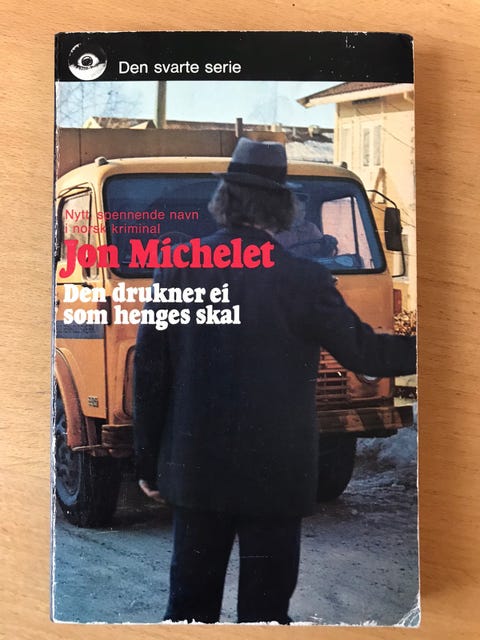 Den svarte serie
Nytt, spennende navn
i norsk kriminal
Jon Michelet
Den drukner ei
som henges skal